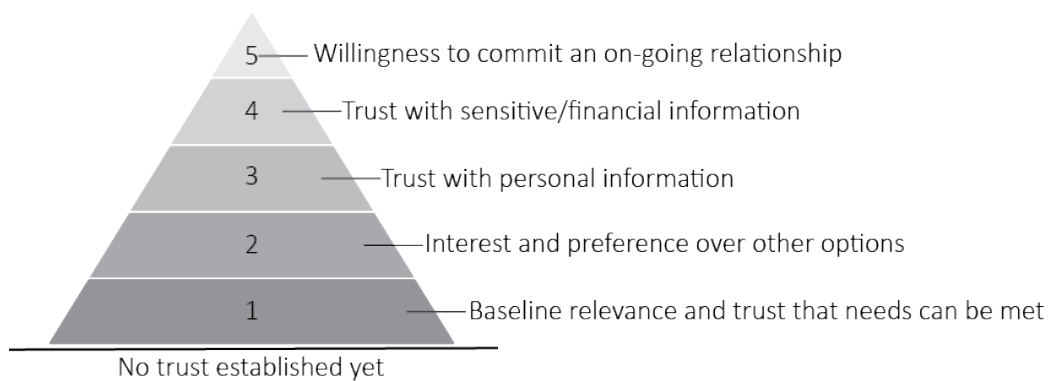 5 Willingness to commit an on-going relationship
4 Trust with sensitive/financial information
3 Trust with personal information
2 Interest and preference over other options
1 Baseline relevance and trust that needs can be met
No trust established yet